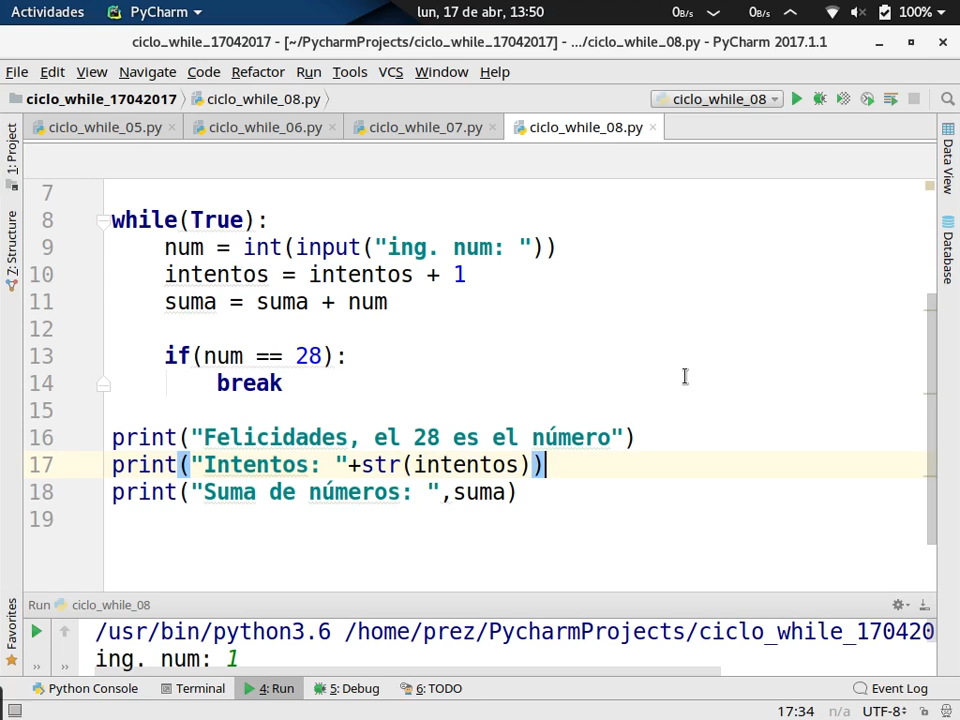 Actividades PyCharm lun, 17 de abr, 13:50 0B/s 0B/s 100%
ciclo_while_17042017 - [~/PycharmProjects/ciclo_while_17042017] - .../ciclo_while_08.py - PyCharm 2017.1.1
File Edit View Navigate Code Refactor Run Tools VCS Window Help
ciclo_while_17042017 ciclo_while_08.py ciclo_while_08
ciclo_while_05.py ciclo_while_06.py ciclo_while_07.py ciclo_while_08.py
1: Project
7: Structure
Favorites
Data View
Database
7
8 while(True):
9 num = int(input("ing. num: "))
10 intentos = intentos + 1
11 suma = suma + num
12
13 if(num == 28):
14 break
15
16 print("Felicidades, el 28 es el número")
17 print("Intentos: "+str(intentos))
18 print("Suma de números: ",suma)
19
Run ciclo_while_08
/usr/bin/python3.6 /home/prez/PycharmProjects/ciclo_while_170420
ing. num: 1
Python Console Terminal 4: Run 5: Debug 6: TODO Event Log
17:34 n/a UTF-8